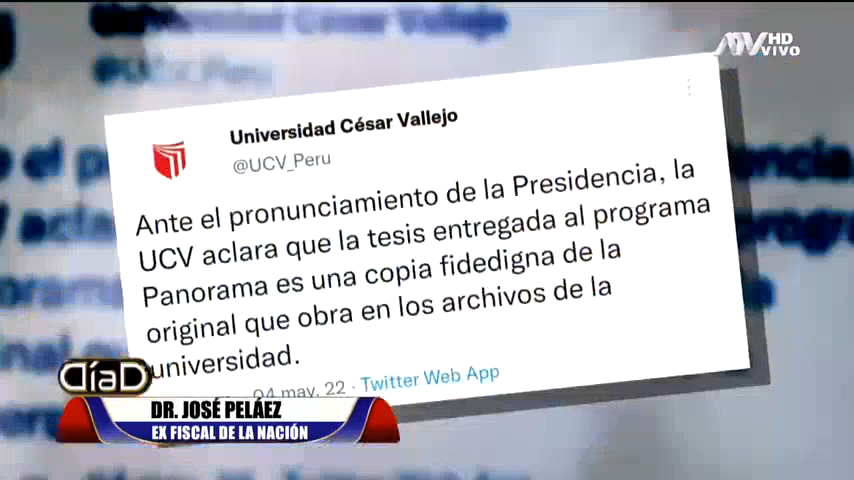 ATV HD
VIVO
Universidad César Vallejo
@UCV_Peru
Ante el pronunciamiento de la Presidencia, la
UCV aclara que la tesis entregada al programa
Panorama es una copia fidedigna de la
original que obra en los archivos de la
universidad.
04 may. 22 · Twitter Web App
DíaD
DR. JOSÉ PELÁEZ
EX FISCAL DE LA NACIÓN